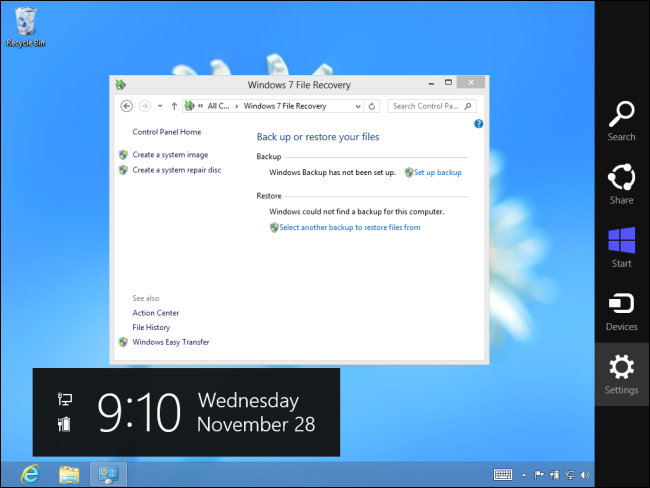 Recycle Bin
Windows 7 File Recovery
« All C... ▸ Windows 7 File Recovery
Search Control Pa...
Control Panel Home
Create a system image
Create a system repair disc
Back up or restore your files
Backup
Windows Backup has not been set up. Set up backup
Restore
Windows could not find a backup for this computer.
Select another backup to restore files from
See also
Action Center
File History
Windows Easy Transfer
Search
Share
Start
Devices
Settings
9:10
Wednesday
November 28